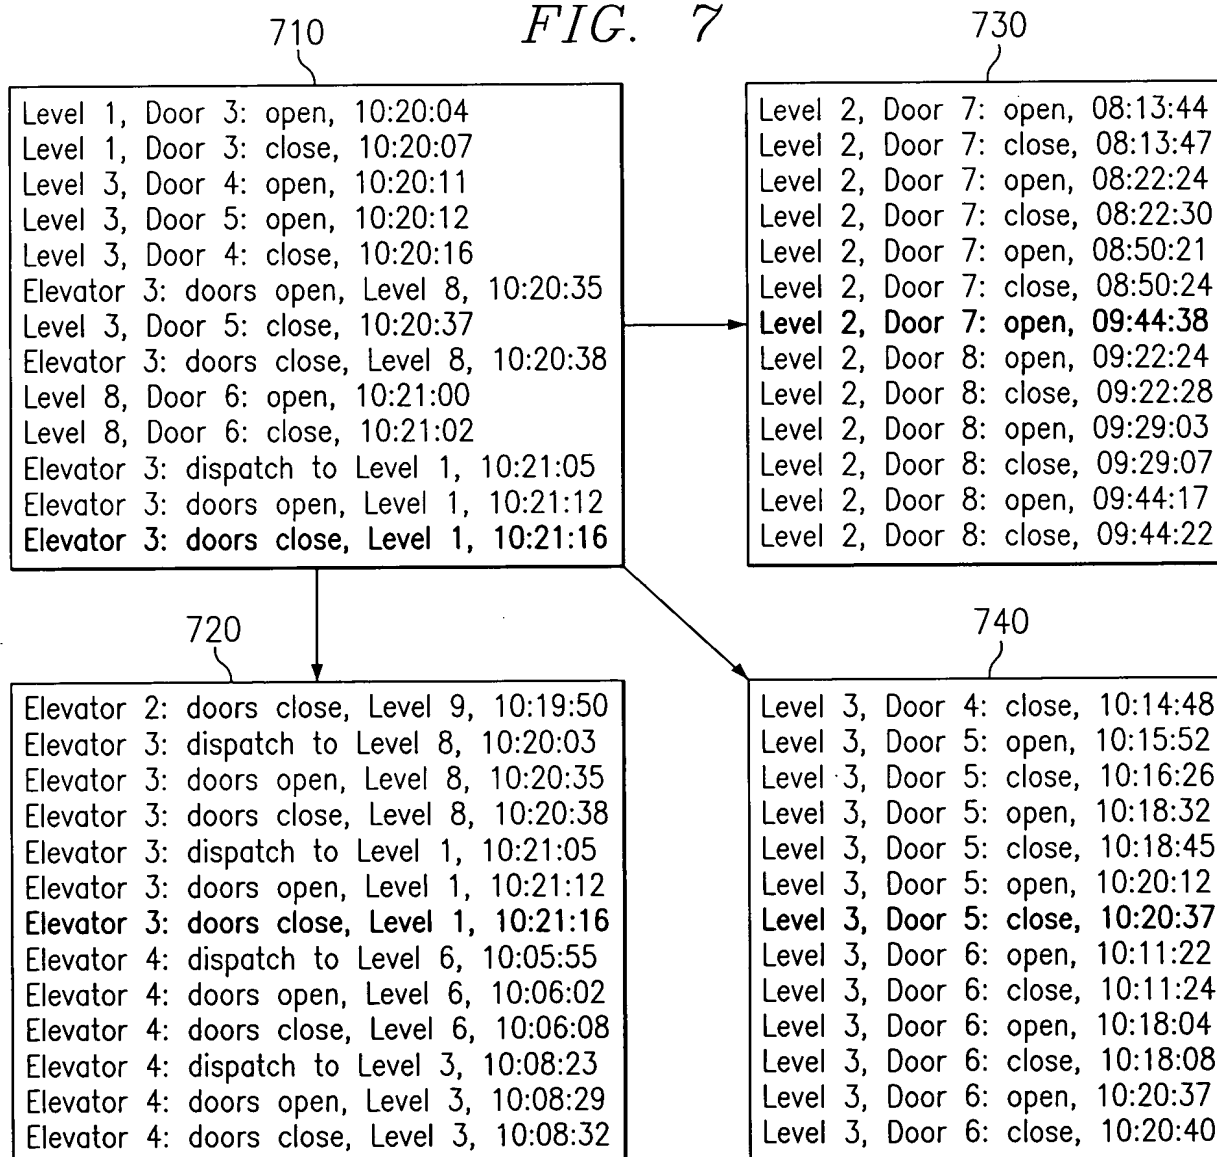 FIG. 7
710
Level 1, Door 3: open, 10:20:04
Level 1, Door 3: close, 10:20:07
Level 3, Door 4: open, 10:20:11
Level 3, Door 5: open, 10:20:12
Level 3, Door 4: close, 10:20:16
Elevator 3: doors open, Level 8, 10:20:35
Level 3, Door 5: close, 10:20:37
Elevator 3: doors close, Level 8, 10:20:38
Level 8, Door 6: open, 10:21:00
Level 8, Door 6: close, 10:21:02
Elevator 3: dispatch to Level 1, 10:21:05
Elevator 3: doors open, Level 1, 10:21:12
Elevator 3: doors close, Level 1, 10:21:16
730
Level 2, Door 7: open, 08:13:44
Level 2, Door 7: close, 08:13:47
Level 2, Door 7: open, 08:22:24
Level 2, Door 7: close, 08:22:30
Level 2, Door 7: open, 08:50:21
Level 2, Door 7: close, 08:50:24
Level 2, Door 7: open, 09:44:38
Level 2, Door 8: open, 09:22:24
Level 2, Door 8: close, 09:22:28
Level 2, Door 8: open, 09:29:03
Level 2, Door 8: close, 09:29:07
Level 2, Door 8: open, 09:44:17
Level 2, Door 8: close, 09:44:22
720
Elevator 2: doors close, Level 9, 10:19:50
Elevator 3: dispatch to Level 8, 10:20:03
Elevator 3: doors open, Level 8, 10:20:35
Elevator 3: doors close, Level 8, 10:20:38
Elevator 3: dispatch to Level 1, 10:21:05
Elevator 3: doors open, Level 1, 10:21:12
Elevator 3: doors close, Level 1, 10:21:16
Elevator 4: dispatch to Level 6, 10:05:55
Elevator 4: doors open, Level 6, 10:06:02
Elevator 4: doors close, Level 6, 10:06:08
Elevator 4: dispatch to Level 3, 10:08:23
Elevator 4: doors open, Level 3, 10:08:29
Elevator 4: doors close, Level 3, 10:08:32
740
Level 3, Door 4: close, 10:14:48
Level 3, Door 5: open, 10:15:52
Level 3, Door 5: close, 10:16:26
Level 3, Door 5: open, 10:18:32
Level 3, Door 5: close, 10:18:45
Level 3, Door 5: open, 10:20:12
Level 3, Door 5: close, 10:20:37
Level 3, Door 6: open, 10:11:22
Level 3, Door 6: close, 10:11:24
Level 3, Door 6: open, 10:18:04
Level 3, Door 6: close, 10:18:08
Level 3, Door 6: open, 10:20:37
Level 3, Door 6: close, 10:20:40